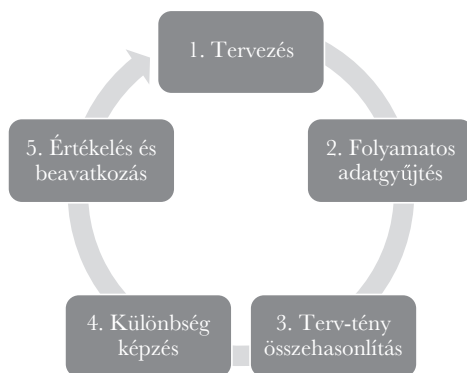 1. Tervezés
2. Folyamatos
adatgyűjtés
3. Terv-tény
összehasonlítás
4. Különbség
képzés
5. Értékelés és
beavatkozás